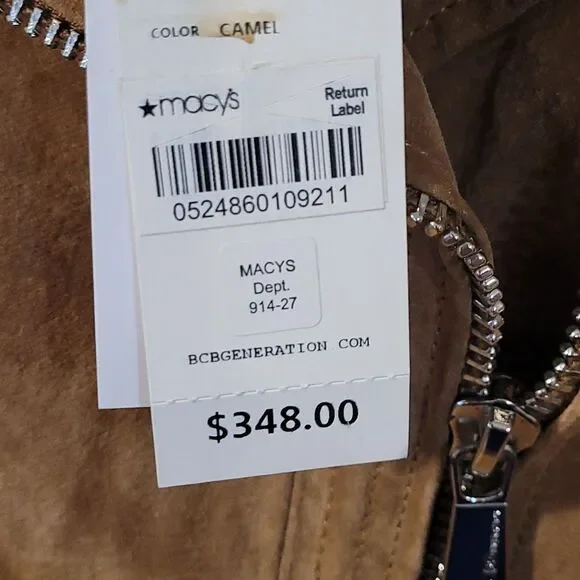 COLOR CAMEL
★macy's
Return
Label
0524860109211
MACYS
Dept.
914-27
BCBGENERATION.COM
$348.00